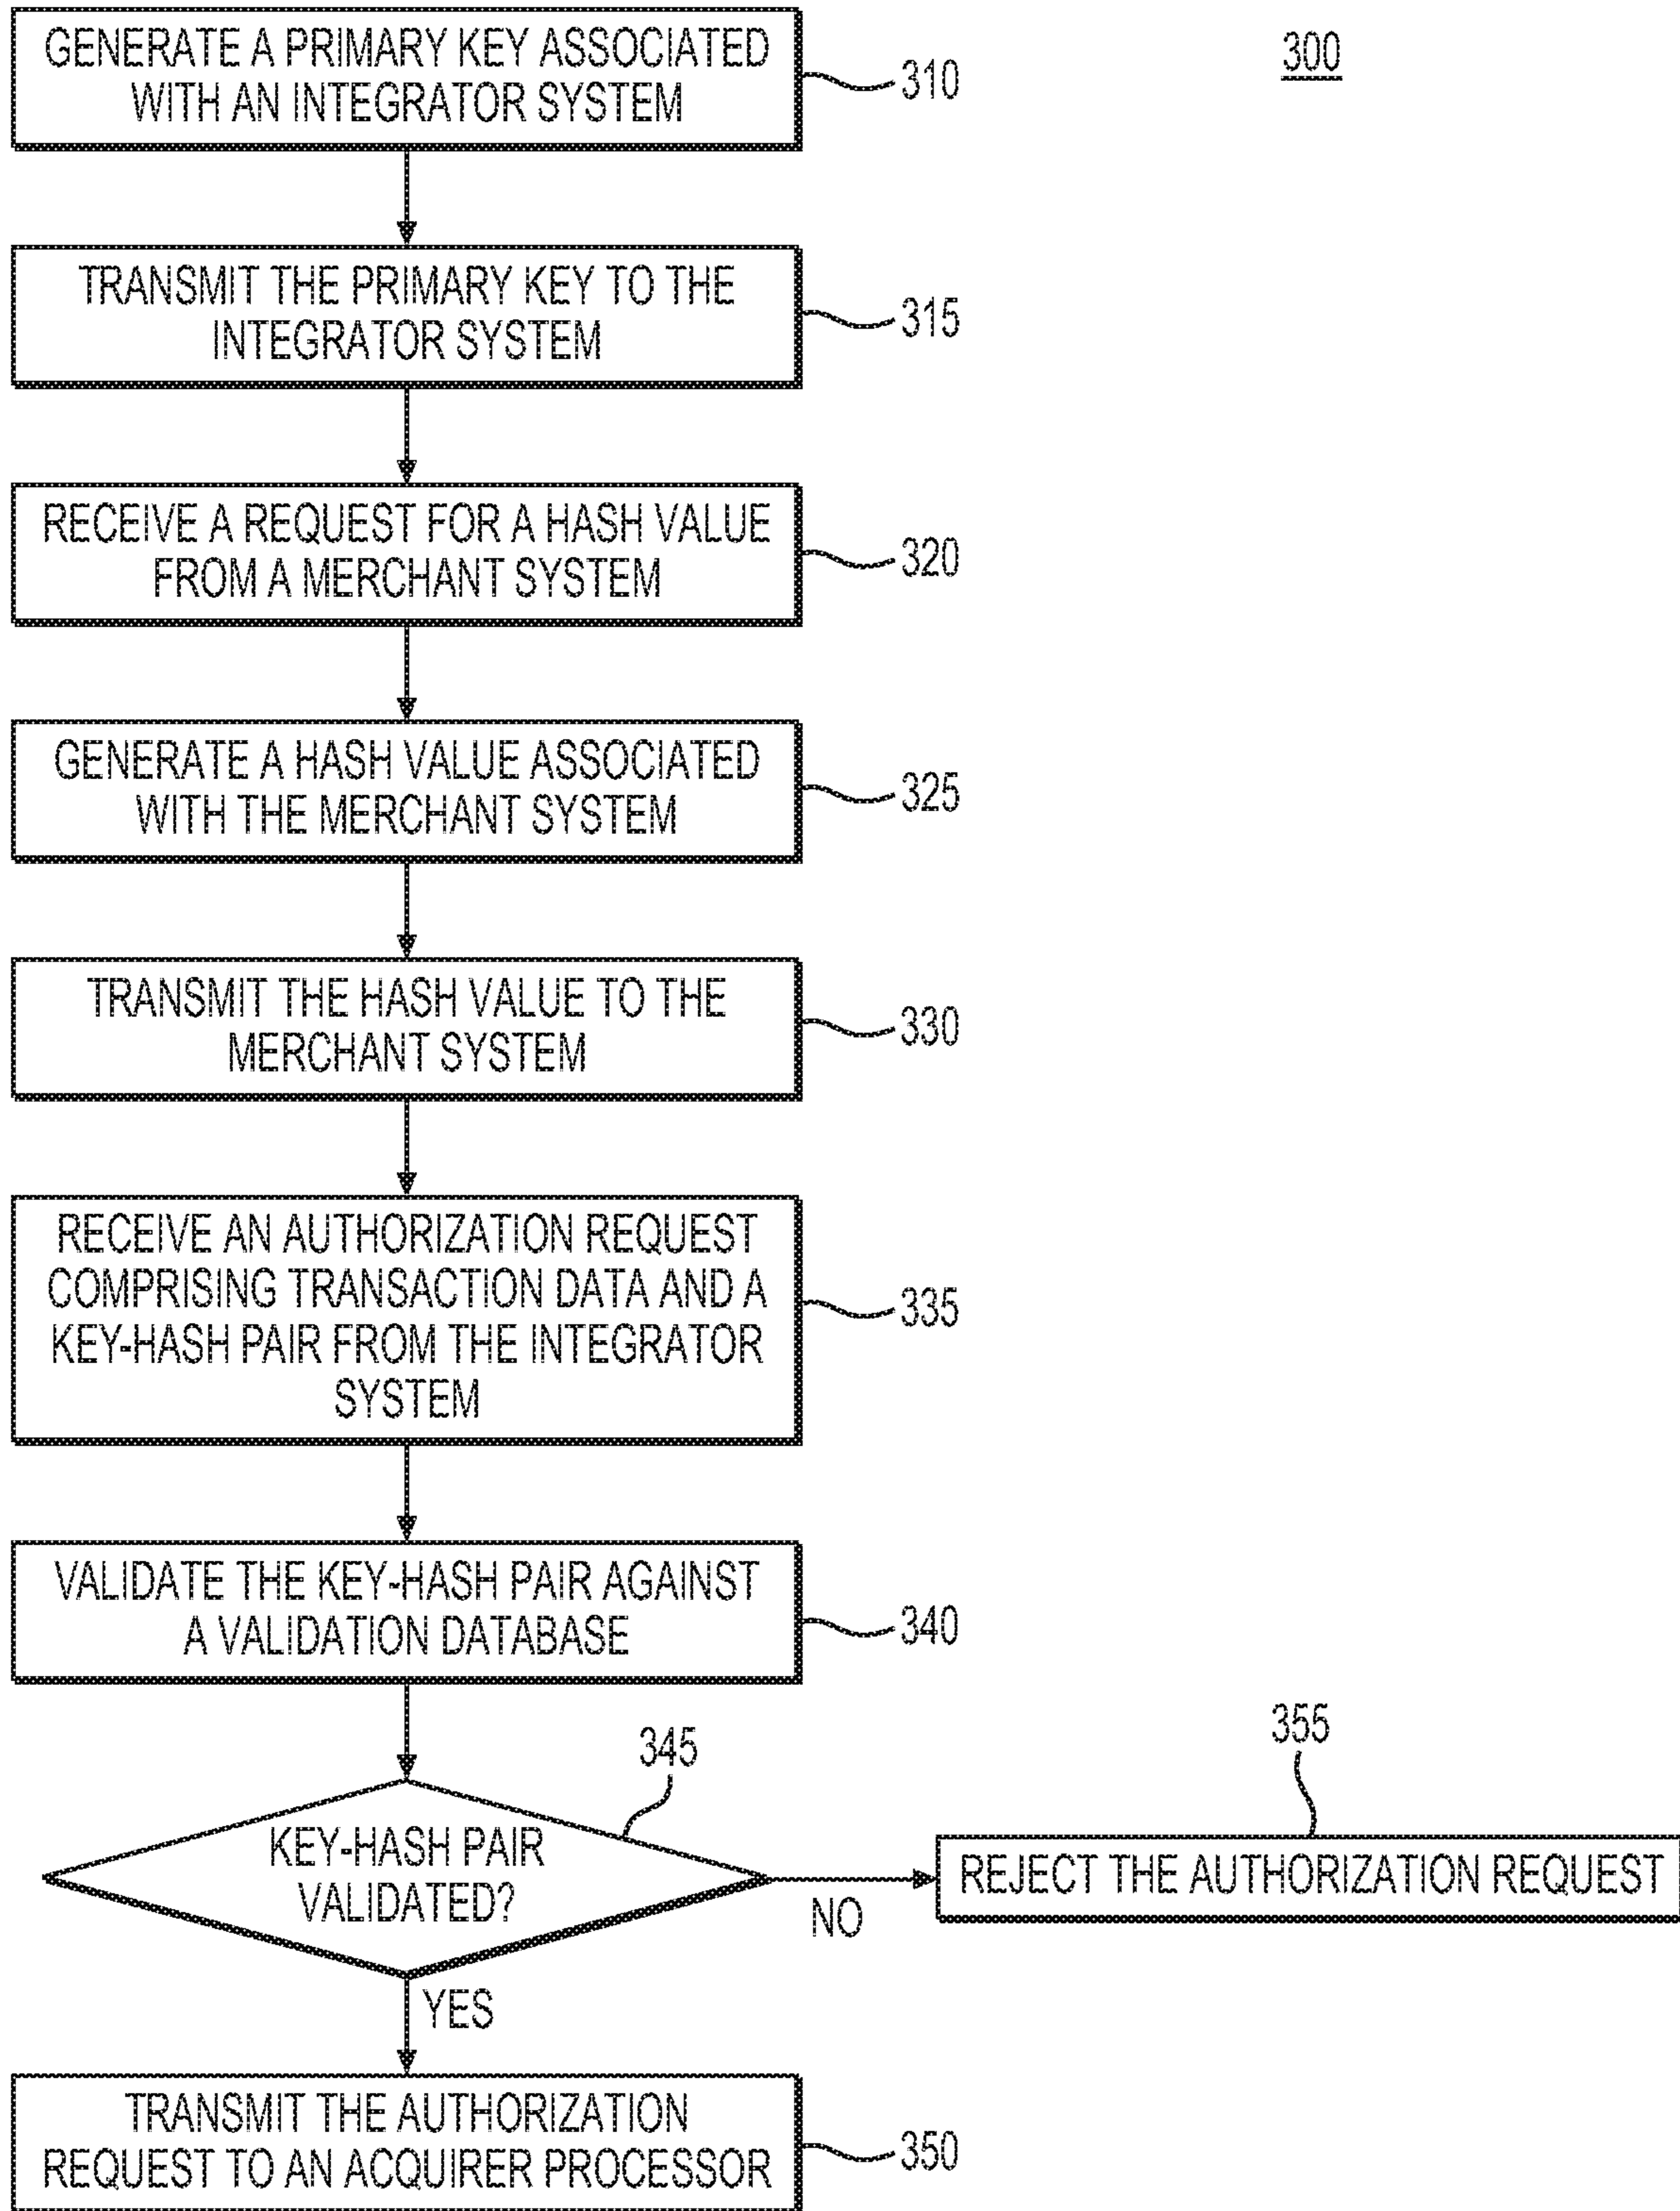 300
GENERATE A PRIMARY KEY ASSOCIATED
WITH AN INTEGRATOR SYSTEM
310
TRANSMIT THE PRIMARY KEY TO THE
INTEGRATOR SYSTEM
315
RECEIVE A REQUEST FOR A HASH VALUE
FROM A MERCHANT SYSTEM
320
GENERATE A HASH VALUE ASSOCIATED
WITH THE MERCHANT SYSTEM
325
TRANSMIT THE HASH VALUE TO THE
MERCHANT SYSTEM
330
RECEIVE AN AUTHORIZATION REQUEST
COMPRISING TRANSACTION DATA AND A
KEY-HASH PAIR FROM THE INTEGRATOR
SYSTEM
335
VALIDATE THE KEY-HASH PAIR AGAINST
A VALIDATION DATABASE
340
345
KEY-HASH PAIR
VALIDATED?
NO
355
REJECT THE AUTHORIZATION REQUEST
YES
TRANSMIT THE AUTHORIZATION
REQUEST TO AN ACQUIRER PROCESSOR
350